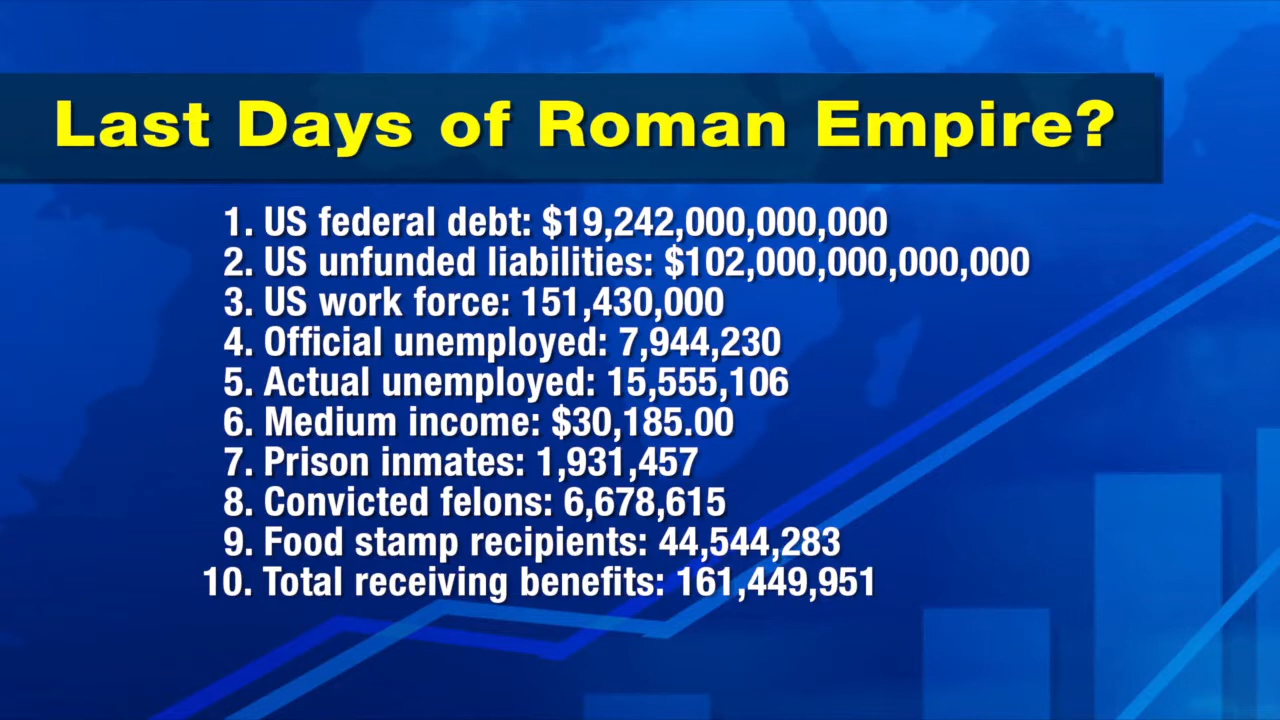 Last Days of Roman Empire?
1. US federal debt: $19,242,000,000,000
2. US unfunded liabilities: $102,000,000,000,000
3. US work force: 151,430,000
4. Official unemployed: 7,944,230
5. Actual unemployed: 15,555,106
6. Medium income: $30,185.00
7. Prison inmates: 1,931,457
8. Convicted felons: 6,678,615
9. Food stamp recipients: 44,544,283
10. Total receiving benefits: 161,449,951